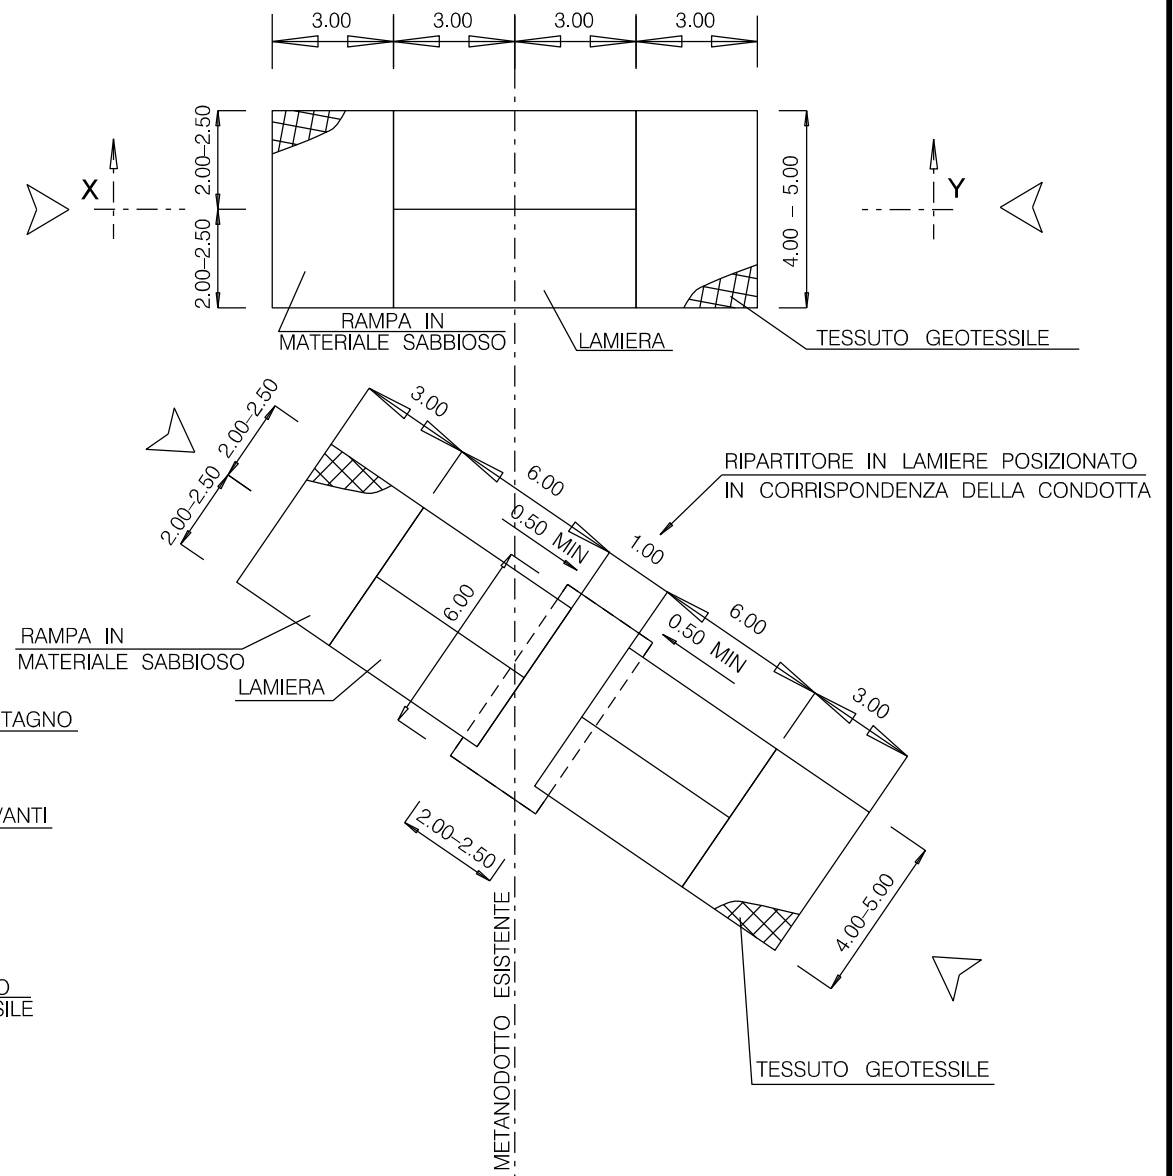 3.00
3.00
3.00
3.00
2.00–2.50
2.00–2.50
X
Y
4.00 – 5.00
RAMPA IN
MATERIALE SABBIOSO
LAMIERA
TESSUTO GEOTESSILE
2.00–2.50
2.00–2.50
3.00
6.00
0.50 MIN
1.00
6.00
RIPARTITORE IN LAMIERE POSIZIONATO
IN CORRISPONDENZA DELLA CONDOTTA
6.00
0.50 MIN
3.00
RAMPA IN
MATERIALE SABBIOSO
LAMIERA
TAGNO
VANTI
2.00–2.50
4.00–5.00
O
SILE
METANODOTTO ESISTENTE
TESSUTO GEOTESSILE